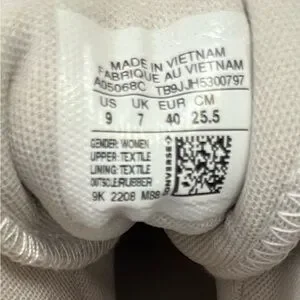 MADE IN VIETNAM
FABRIQUE AU VIETNAM
A05068C TB9JJH5300797
US UK EUR CM
9 7 40 25.5
GENDER: WOMEN
UPPER: TEXTILE
LINING: TEXTILE
OUTSOLE:RUBBER
CONVERSE
9K 2208 M88